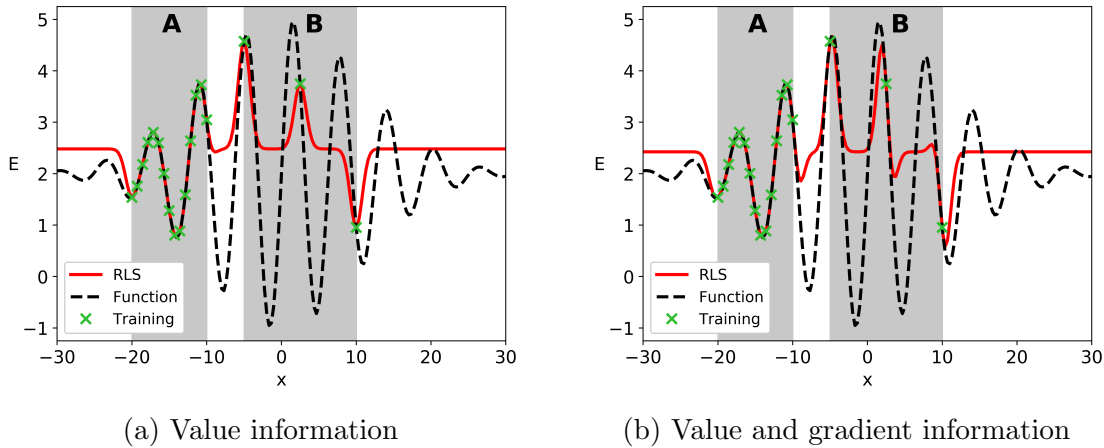 A B
5
4
3
E
2
1
0
−1
RLS
Function
Training
−30 −20 −10 0 10 20 30
x
(a) Value information
A B
5
4
3
E
2
1
0
−1
RLS
Function
Training
−30 −20 −10 0 10 20 30
x
(b) Value and gradient information